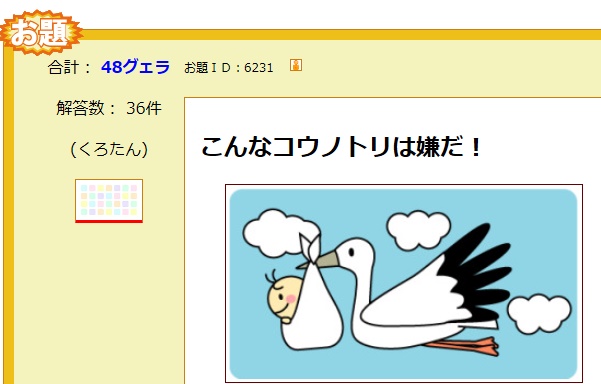 お題
合計： 48グェラ
お題ＩＤ：6231
解答数： 36件
(くろたん)
こんなコウノトリは嫌だ！